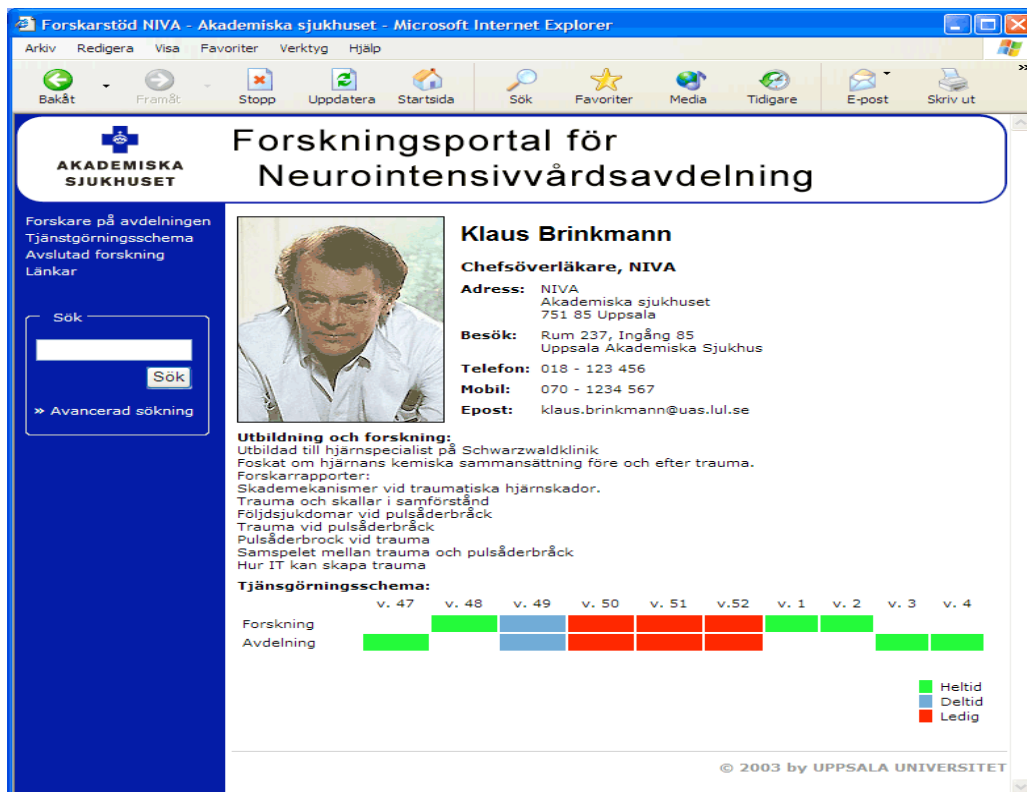 Forskarstöd NIVA - Akademiska sjukhuset - Microsoft Internet Explorer
Arkiv Redigera Visa Favoriter Verktyg Hjälp
Bakåt Framåt Stopp Uppdatera Startsida Sök Favoriter Media Tidigare E-post Skriv ut
AKADEMISKA
SJUKHUSET
Forskningsportal för
Neurointensivvårdsavdelning
Forskare på avdelningen
Tjänstgörningsschema
Avslutad forskning
Länkar
Sök
Sök
» Avancerad sökning
Klaus Brinkmann
Chefsöverläkare, NIVA
Adress: NIVA
Akademiska sjukhuset
751 85 Uppsala
Besök: Rum 237, Ingång 85
Uppsala Akademiska Sjukhus
Telefon: 018 - 123 456
Mobil: 070 - 1234 567
Epost: klaus.brinkmann@uas.lul.se
Utbildning och forskning:
Utbildad till hjärnspecialist på Schwarzwaldklinik
Foskat om hjärnans kemiska sammansättning före och efter trauma.
Forskarrapporter:
Skademekanismer vid traumatiska hjärnskador.
Trauma och skallar i samförstånd
Följdsjukdomar vid pulsåderbråck
Trauma vid pulsåderbråck
Pulsåderbrock vid trauma
Samspelet mellan trauma och pulsåderbråck
Hur IT kan skapa trauma
Tjänsgörningsschema:
v. 47 v. 48 v. 49 v. 50 v. 51 v.52 v. 1 v. 2 v. 3 v. 4
Forskning
Avdelning
Heltid
Deltid
Ledig
© 2003 by UPPSALA UNIVERSITET